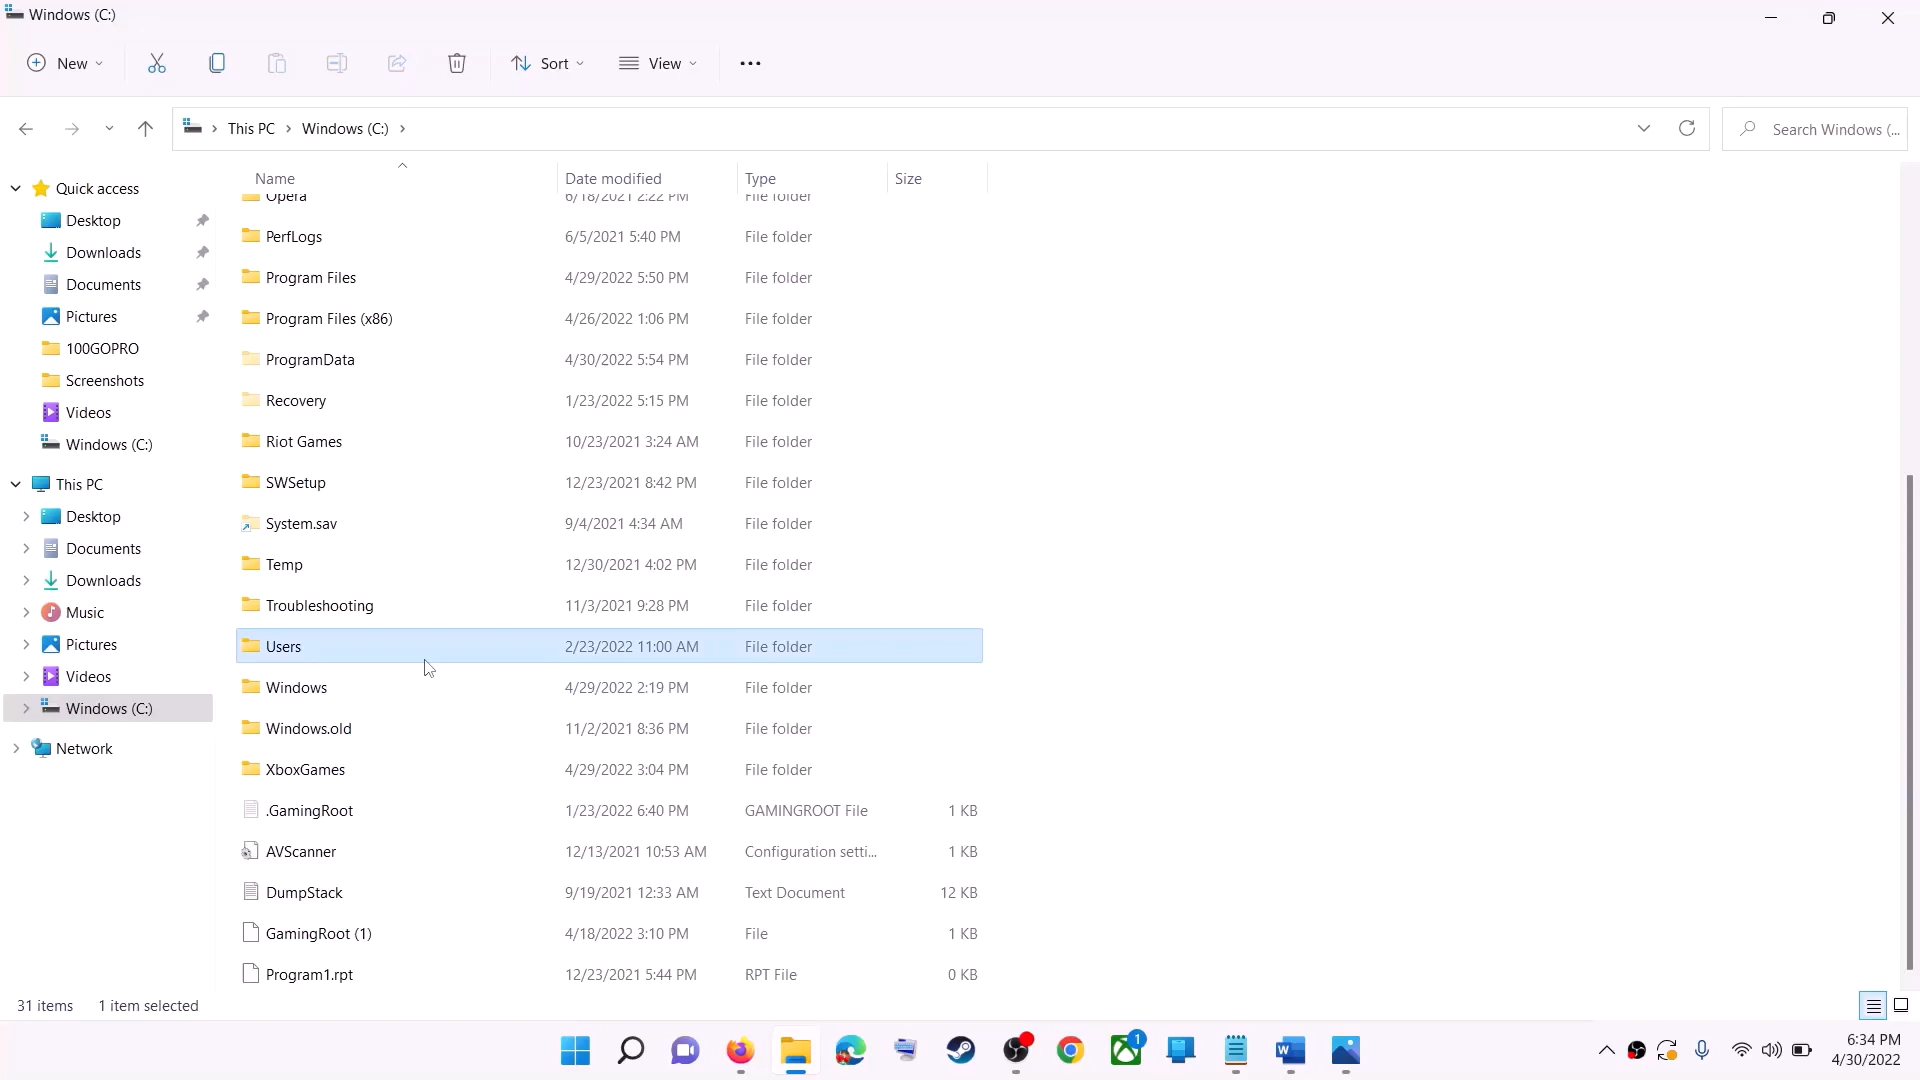 Windows (C:)
New
Sort
View
This PC
Windows (C:)
Search Windows (...
Name
Date modified
Type
Size
Quick access
Desktop
Downloads
Documents
Pictures
100GOPRO
Screenshots
Videos
Windows (C:)
This PC
Desktop
Documents
Downloads
Music
Pictures
Videos
Windows (C:)
Network
Opera 6/18/2021 2:22 PM File folder
PerfLogs 6/5/2021 5:40 PM File folder
Program Files 4/29/2022 5:50 PM File folder
Program Files (x86) 4/26/2022 1:06 PM File folder
ProgramData 4/30/2022 5:54 PM File folder
Recovery 1/23/2022 5:15 PM File folder
Riot Games 10/23/2021 3:24 AM File folder
SWSetup 12/23/2021 8:42 PM File folder
System.sav 9/4/2021 4:34 AM File folder
Temp 12/30/2021 4:02 PM File folder
Troubleshooting 11/3/2021 9:28 PM File folder
Users 2/23/2022 11:00 AM File folder
Windows 4/29/2022 2:19 PM File folder
Windows.old 11/2/2021 8:36 PM File folder
XboxGames 4/29/2022 3:04 PM File folder
.GamingRoot 1/23/2022 6:40 PM GAMINGROOT File 1 KB
AVScanner 12/13/2021 10:53 AM Configuration setti... 1 KB
DumpStack 9/19/2021 12:33 AM Text Document 12 KB
GamingRoot (1) 4/18/2022 3:10 PM File 1 KB
Program1.rpt 12/23/2021 5:44 PM RPT File 0 KB
31 items 1 item selected
1
6:34 PM
4/30/2022